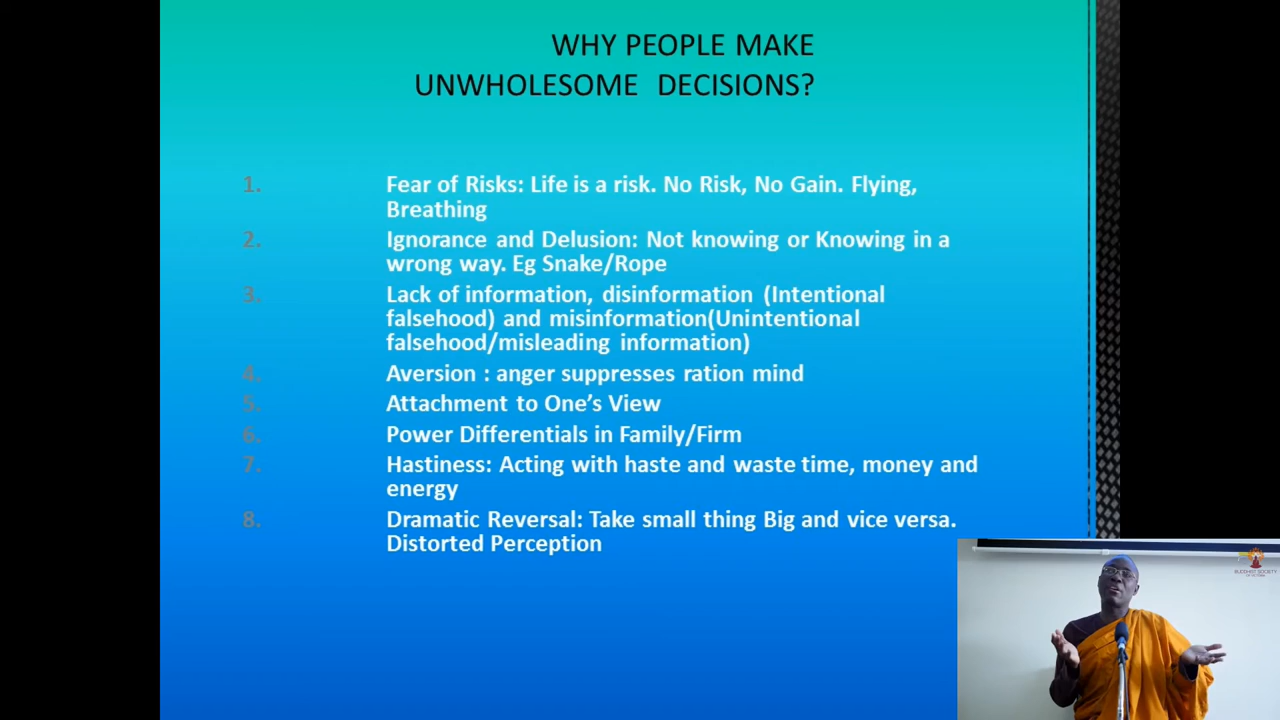 WHY PEOPLE MAKE
UNWHOLESOME DECISIONS?
1. Fear of Risks: Life is a risk. No Risk, No Gain. Flying,
Breathing
2. Ignorance and Delusion: Not knowing or Knowing in a
wrong way. Eg Snake/Rope
3. Lack of information, disinformation (Intentional
falsehood) and misinformation(Unintentional
falsehood/misleading information)
4. Aversion : anger suppresses ration mind
5. Attachment to One's View
6. Power Differentials in Family/Firm
7. Hastiness: Acting with haste and waste time, money and
energy
8. Dramatic Reversal: Take small thing Big and vice versa.
Distorted Perception
BUDDHIST SOCIETY
OF VICTORIA